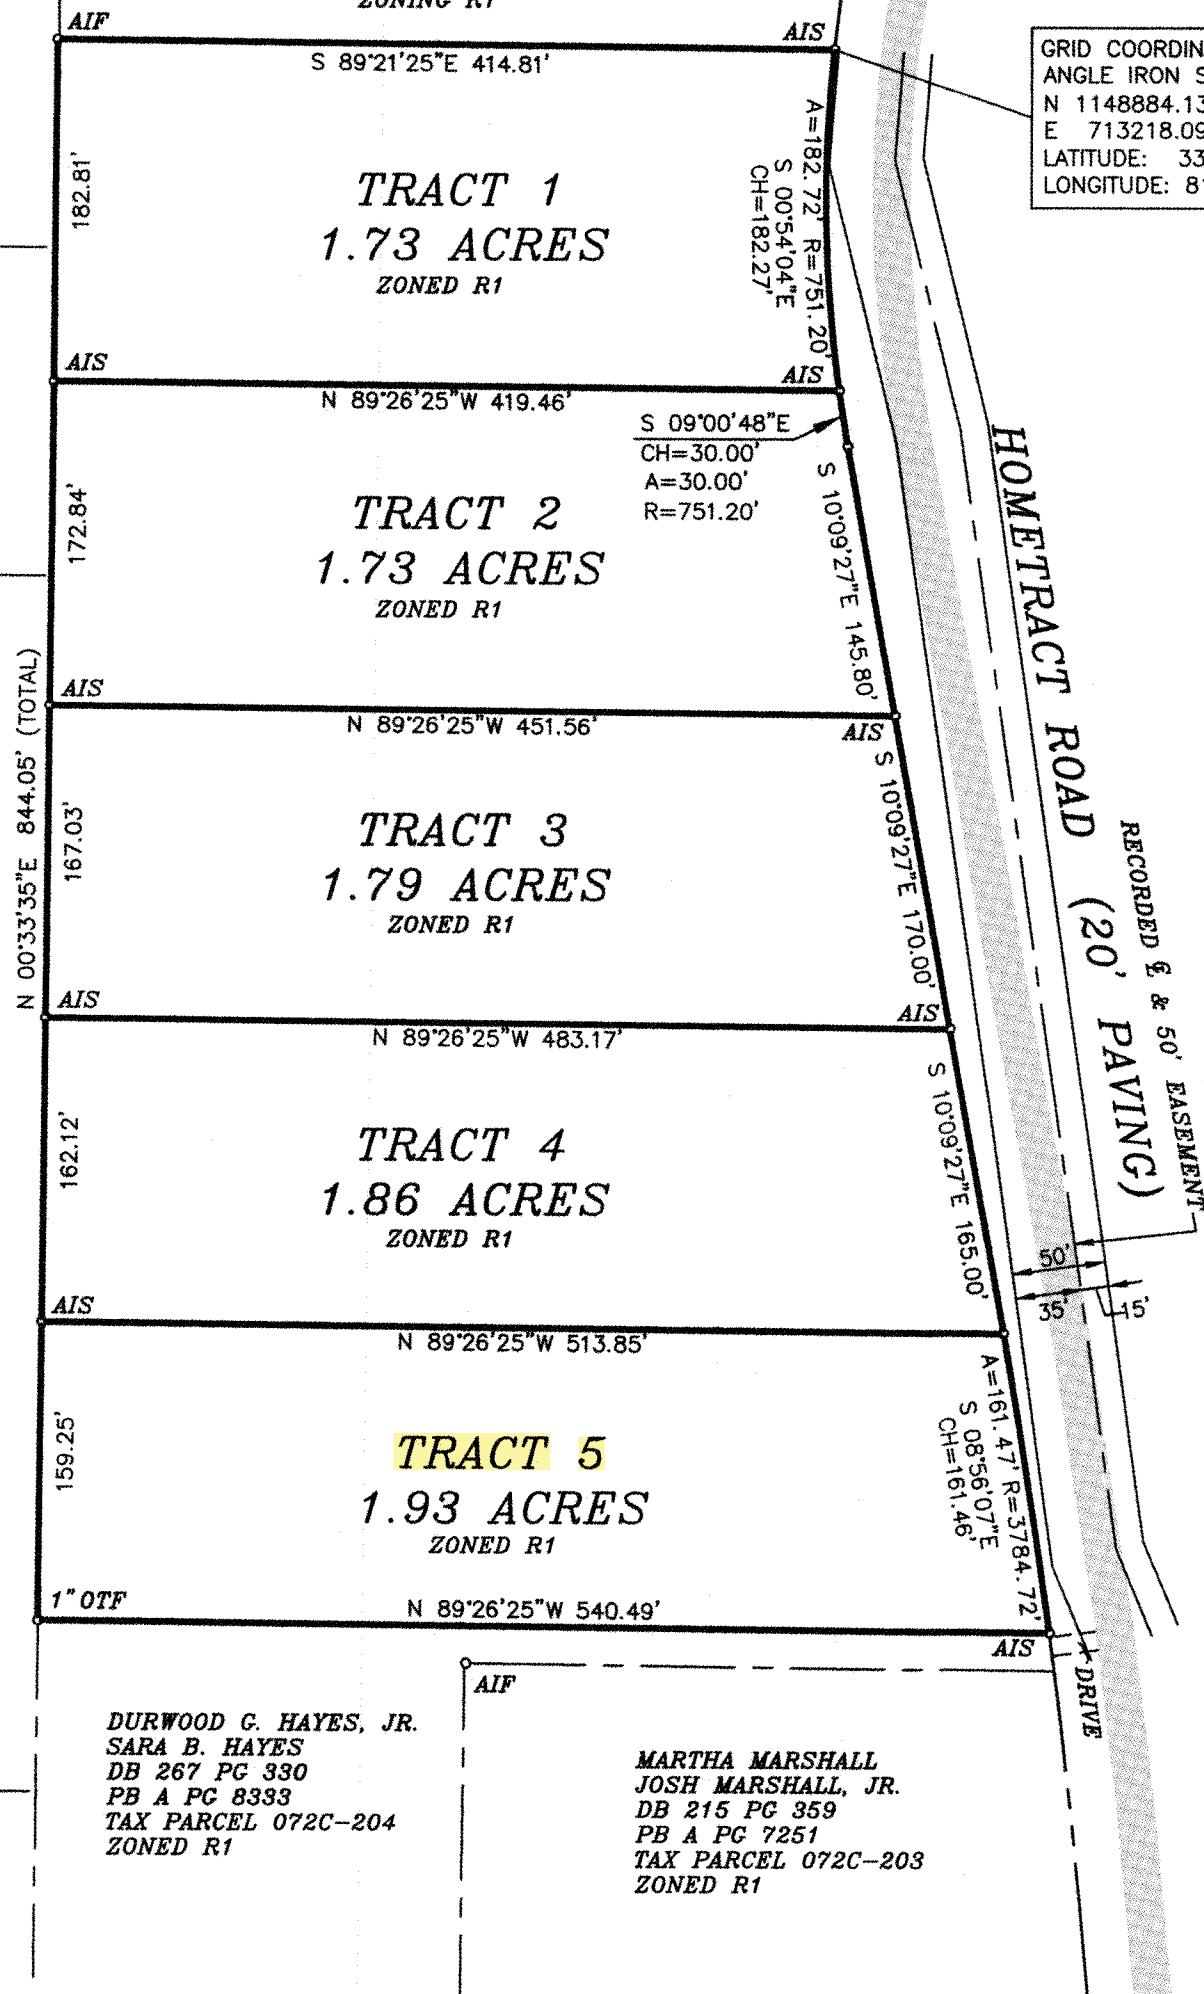 ZONING R1
AIF
AIS
S 89°21'25"E 414.81'
GRID COORDIN
ANGLE IRON S
N 1148884.13
E 713218.09
LATITUDE: 33
LONGITUDE: 8
182.81'
TRACT 1
1.73 ACRES
ZONED R1
A=182.72' R=751.20'
S 00°54'04"E
CH=182.27'
AIS
AIS
N 89°26'25"W 419.46'
S 09°00'48"E
CH=30.00'
A=30.00'
R=751.20'
172.84'
TRACT 2
1.73 ACRES
ZONED R1
S 10°09'27"E 145.80'
HOMETRACT ROAD (20' PAVING)
RECORDED ℄ & 50' EASEMENT
N 00°33'35"E 844.05' (TOTAL)
AIS
N 89°26'25"W 451.56'
AIS
167.03'
TRACT 3
1.79 ACRES
ZONED R1
S 10°09'27"E 170.00'
AIS
AIS
N 89°26'25"W 483.17'
162.12'
TRACT 4
1.86 ACRES
ZONED R1
S 10°09'27"E 165.00'
50'
35'
15'
AIS
N 89°26'25"W 513.85'
159.25'
TRACT 5
1.93 ACRES
ZONED R1
A=161.47' R=3784.72'
S 08°56'07"E
CH=161.46'
1" OTF
N 89°26'25"W 540.49'
AIS
AIF
DRIVE
DURWOOD G. HAYES, JR.
SARA B. HAYES
DB 267 PG 330
PB A PG 8333
TAX PARCEL 072C-204
ZONED R1
MARTHA MARSHALL
JOSH MARSHALL, JR.
DB 215 PG 359
PB A PG 7251
TAX PARCEL 072C-203
ZONED R1